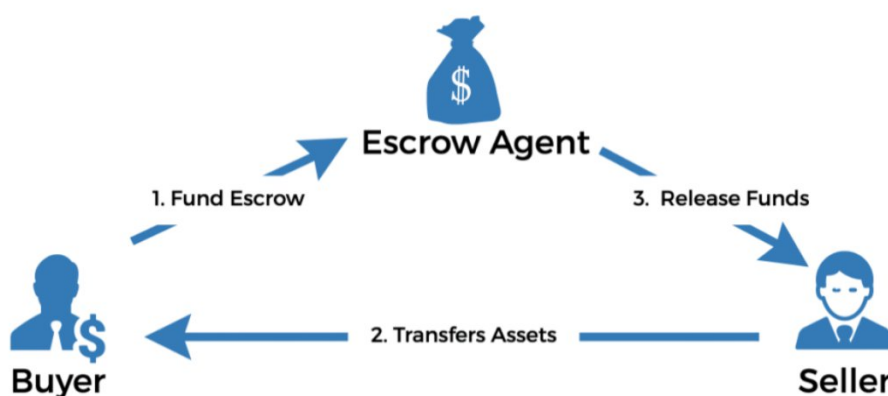 $
Escrow Agent
1. Fund Escrow
3. Release Funds
$
2. Transfers Assets
Buyer
Seller